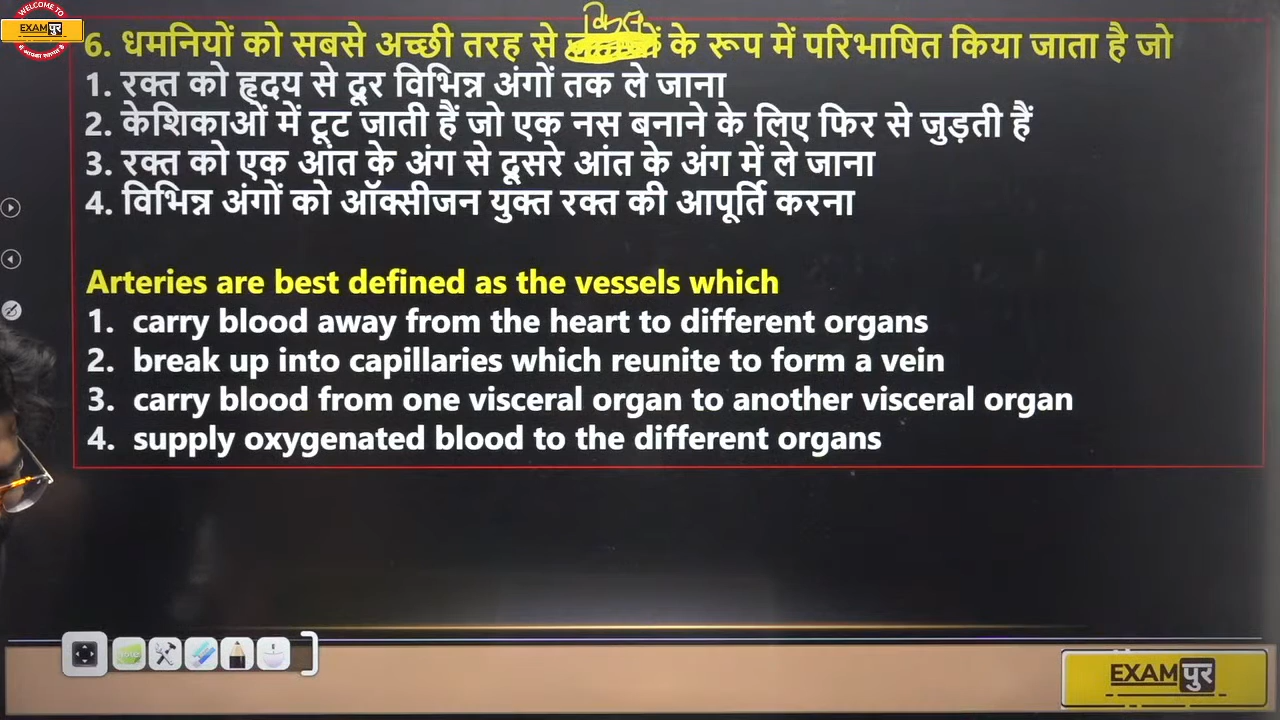 WELCOME TO
EXAMपुर
6. धमनियों को सबसे अच्छी तरह से के रूप में परिभाषित किया जाता है जो
1. रक्त को हृदय से दूर विभिन्न अंगों तक ले जाना
2. केशिकाओं में टूट जाती हैं जो एक नस बनाने के लिए फिर से जुड़ती हैं
3. रक्त को एक आंत के अंग से दूसरे आंत के अंग में ले जाना
4. विभिन्न अंगों को ऑक्सीजन युक्त रक्त की आपूर्ति करना
Arteries are best defined as the vessels which
1. carry blood away from the heart to different organs
2. break up into capillaries which reunite to form a vein
3. carry blood from one visceral organ to another visceral organ
4. supply oxygenated blood to the different organs
EXAMपुर